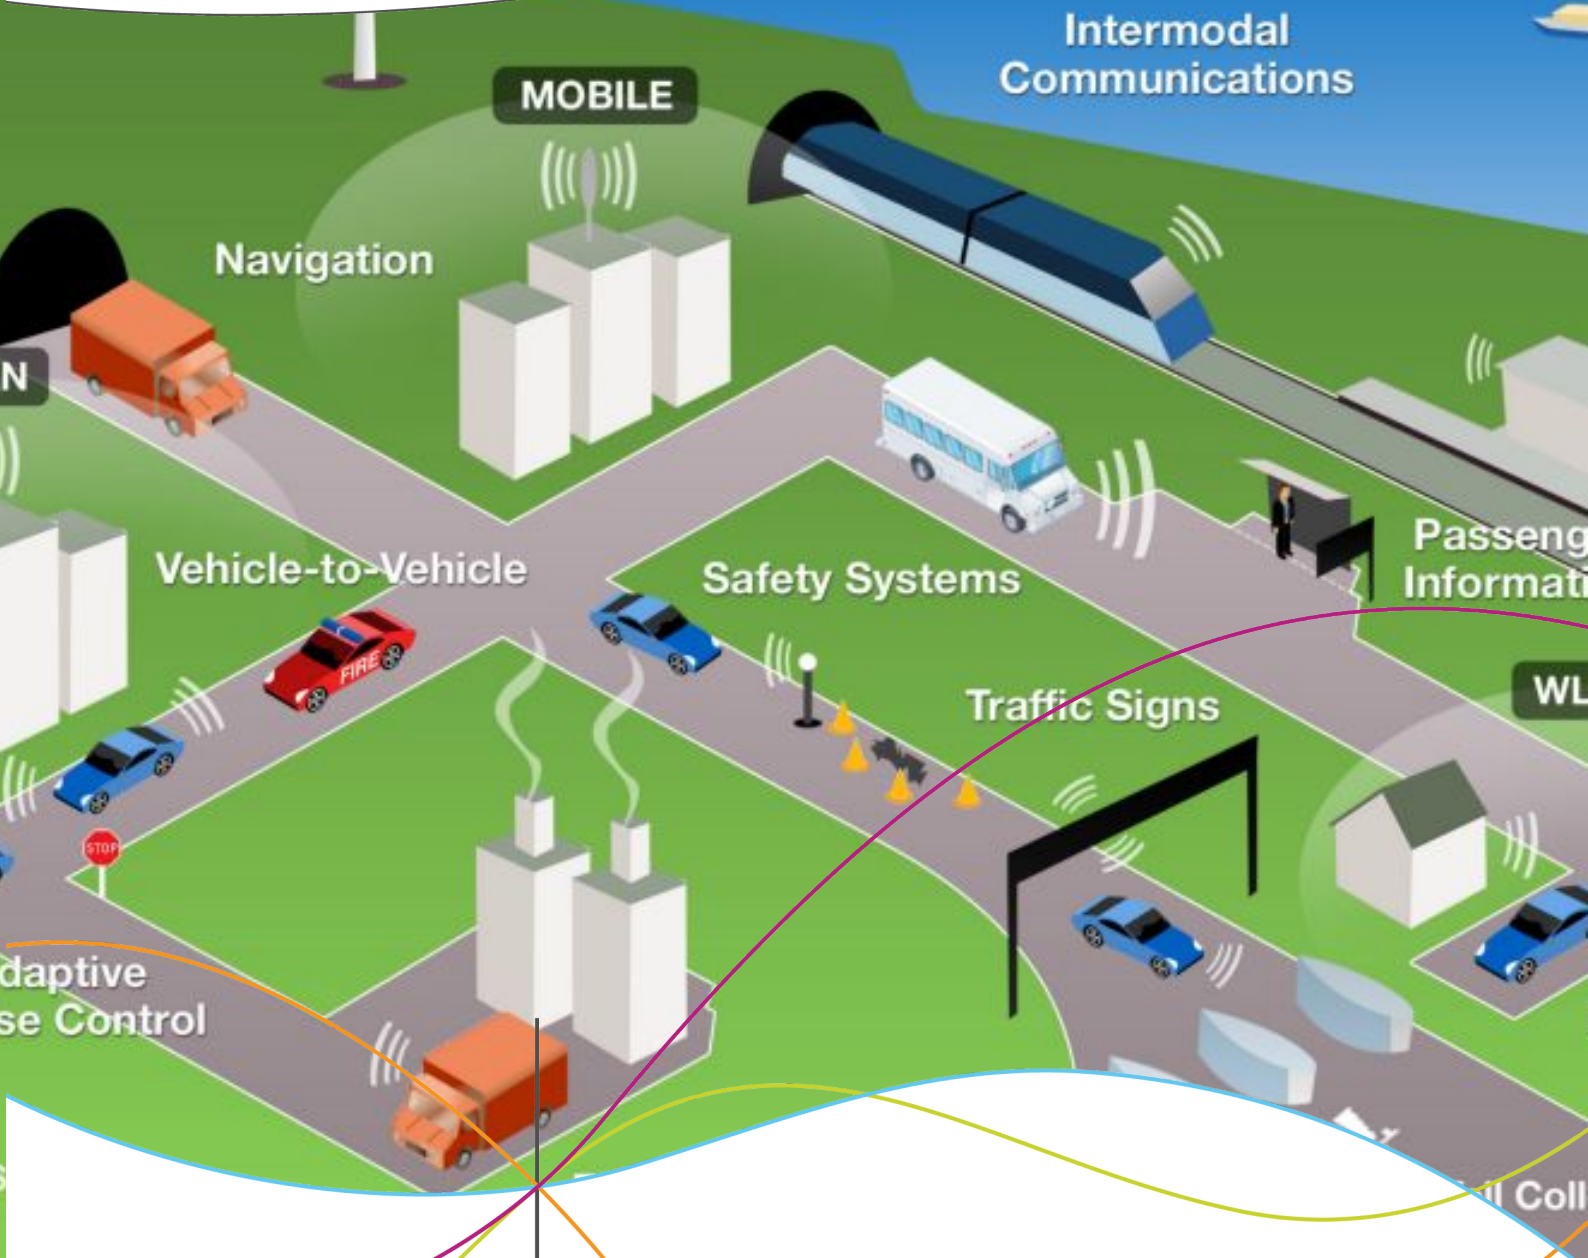 Intermodal
Communications
MOBILE
Navigation
N
Vehicle-to-Vehicle
Safety Systems
Passeng
Informati
FIRE
WL
Traffic Signs
STOP
daptive
se Control
ll Coll